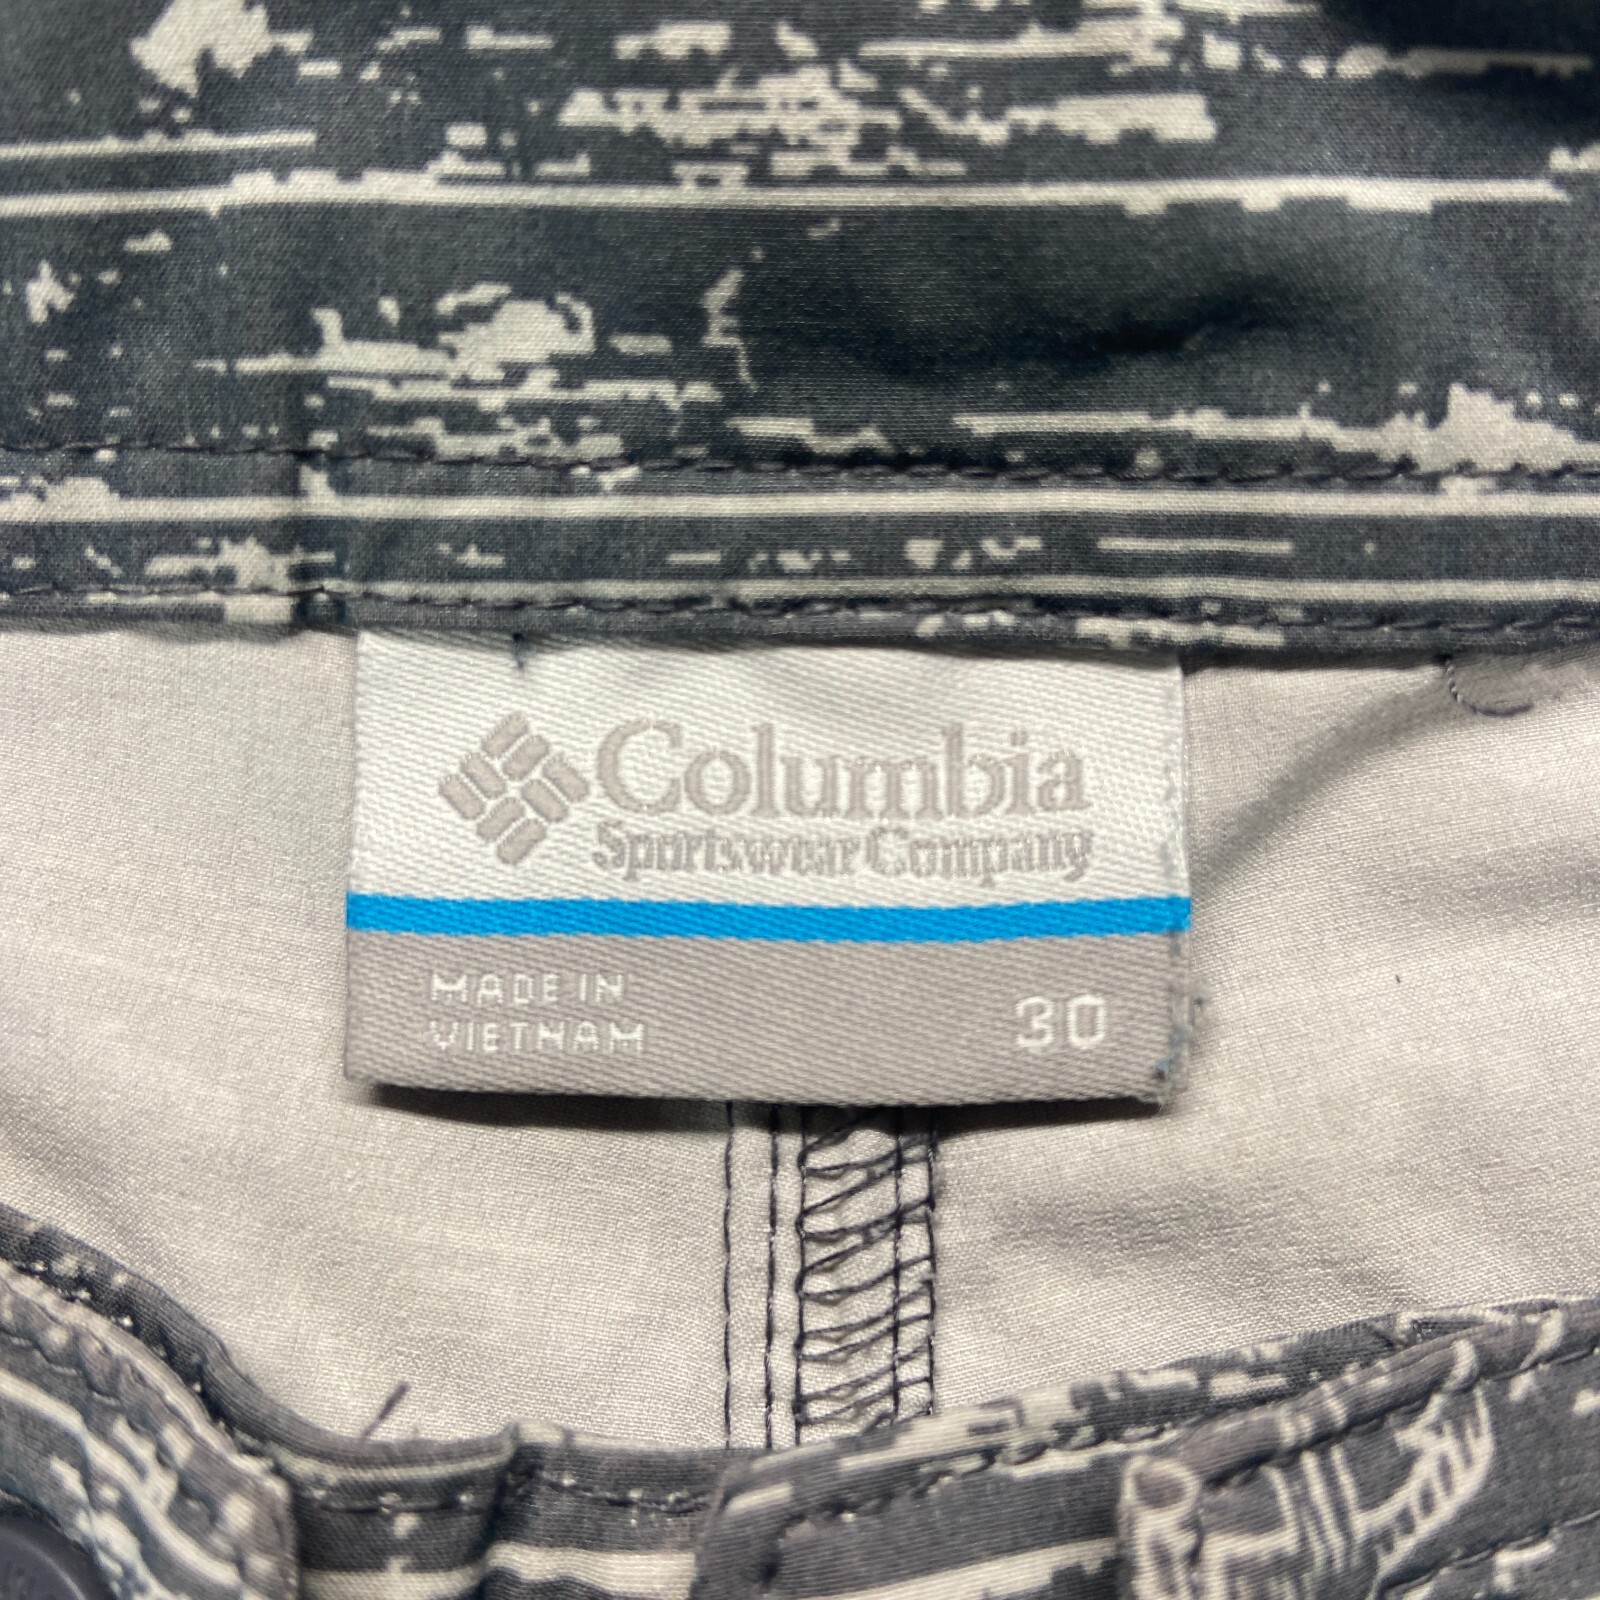 Columbia
Sportswear Company
MADE IN
VIETNAM
30